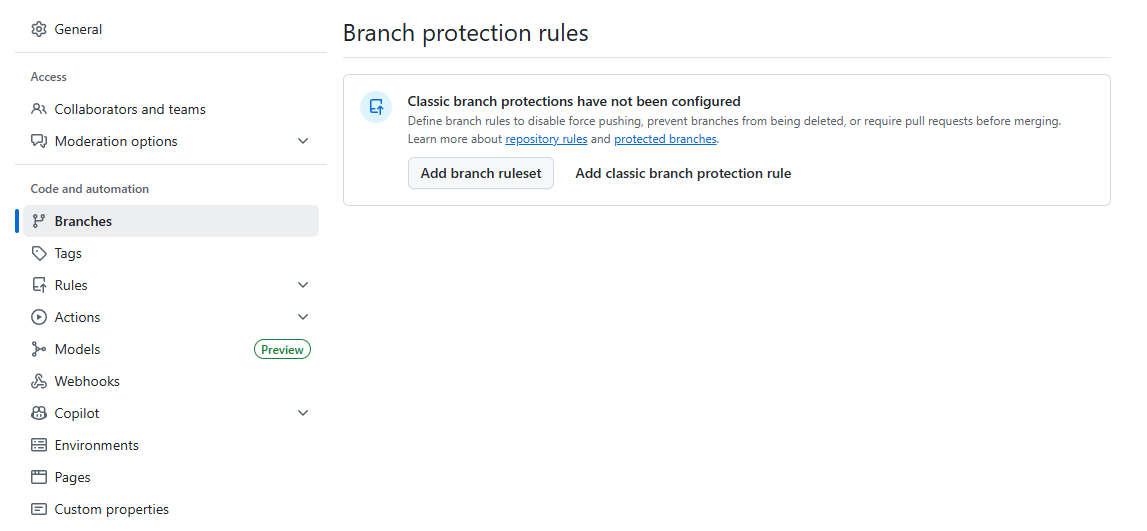 General
Access
Collaborators and teams
Moderation options
Code and automation
Branches
Tags
Rules
Actions
Models Preview
Webhooks
Copilot
Environments
Pages
Custom properties
Branch protection rules
Classic branch protections have not been configured
Define branch rules to disable force pushing, prevent branches from being deleted, or require pull requests before merging.
Learn more about repository rules and protected branches.
Add branch ruleset Add classic branch protection rule